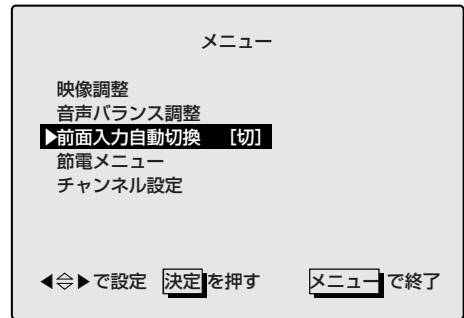 メニュー
映像調整
音声バランス調整
▶前面入力自動切換 [切]
節電メニュー
チャンネル設定
◀⬄▶で設定 決定を押す メニューで終了